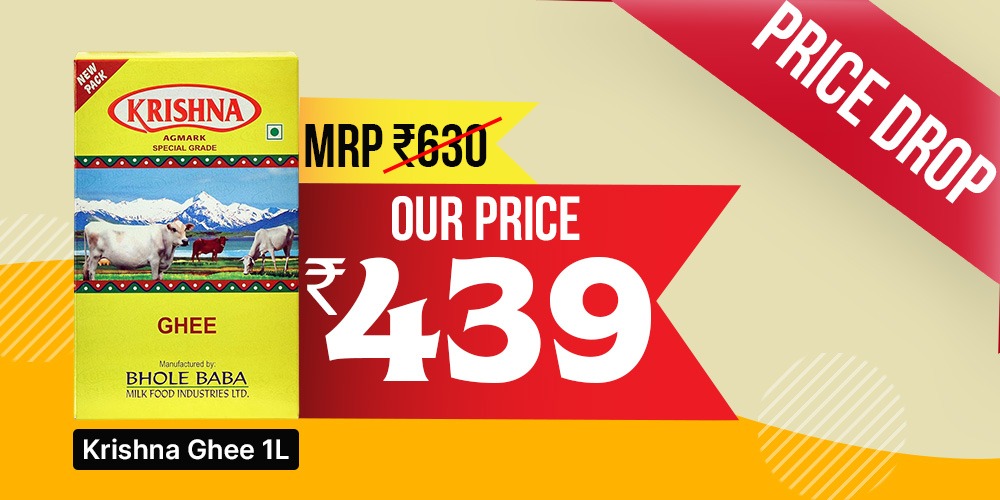 PRICE DROP
NEW
PACK
KRISHNA
AGMARK
SPECIAL GRADE
GHEE
Manufactured by:
BHOLE BABA
MILK FOOD INDUSTRIES LTD.
Krishna Ghee 1L
MRP ₹630
OUR PRICE
₹439